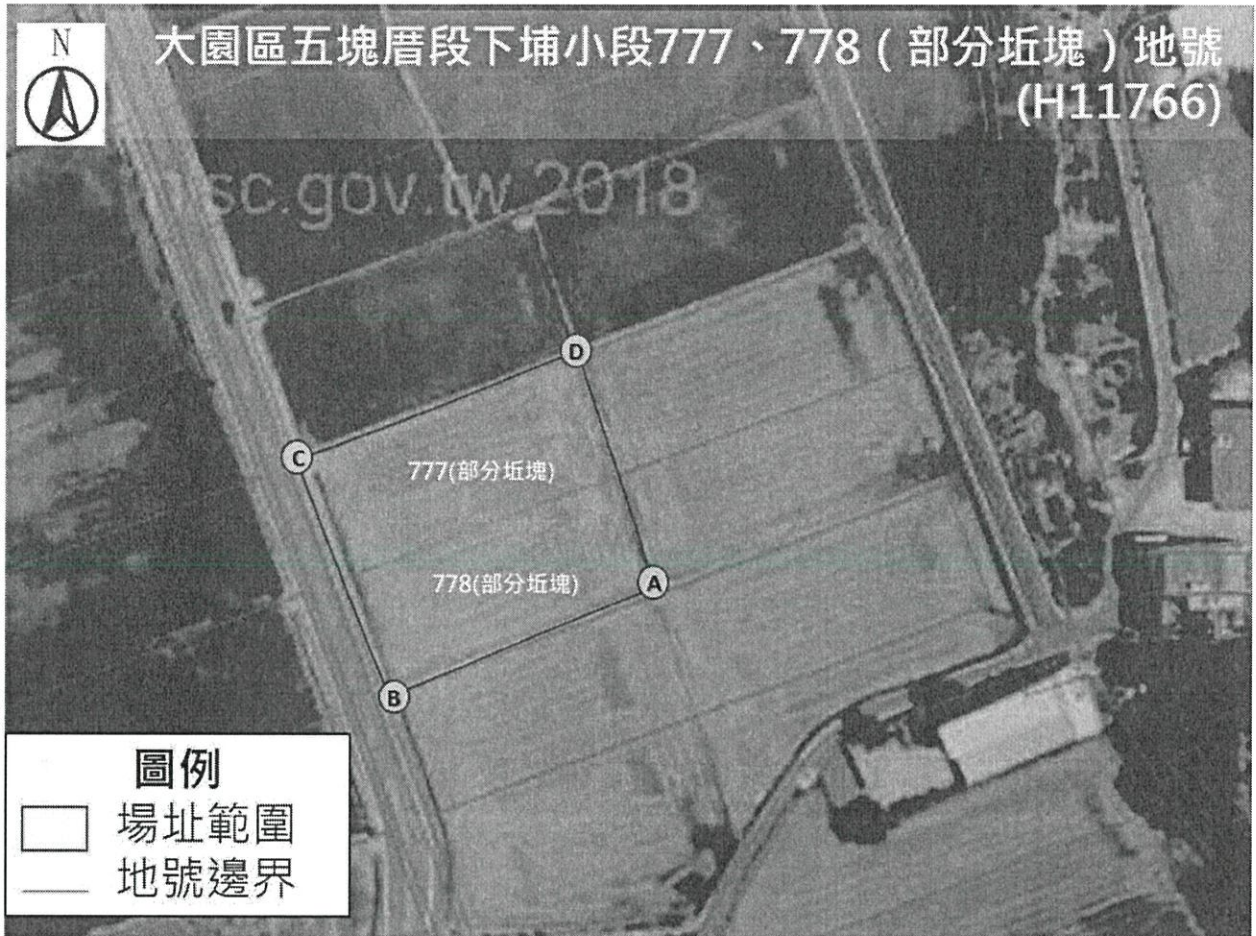 N
大園區五塊厝段下埔小段777、778（部分坵塊）地號
(H11766)
sc.gov.tw 2018
D
C
777(部分坵塊)
778(部分坵塊)
A
B
圖例
場址範圍
地號邊界